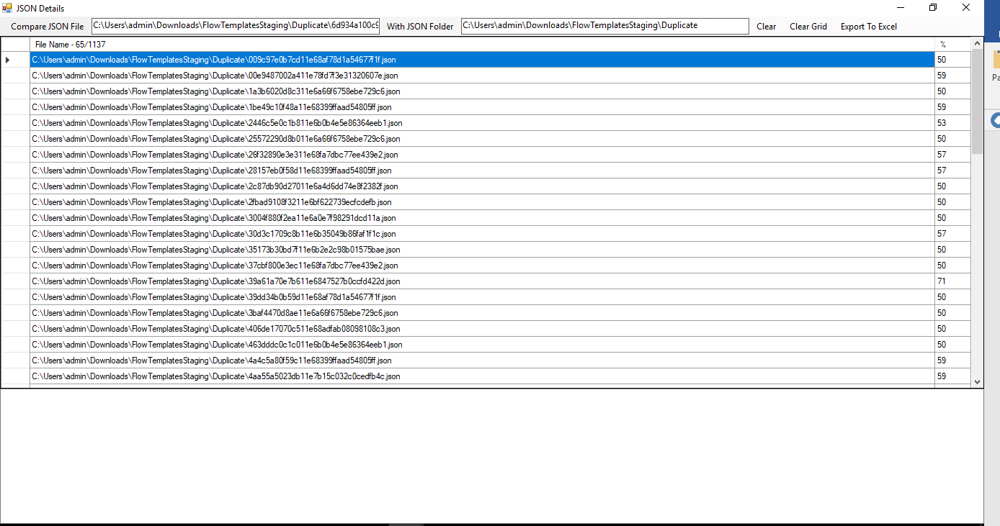 JSON Details
Compare JSON File C:\Users\admin\Downloads\FlowTemplatesStaging\Duplicate\6d934a100c9 With JSON Folder C:\Users\admin\Downloads\FlowTemplatesStaging\Duplicate Clear Clear Grid Export To Excel
File Name - 65/1137 %
C:\Users\admin\Downloads\FlowTemplatesStaging\Duplicate\009c97e0b7cd11e68af78d1a54677f1f.json 50
C:\Users\admin\Downloads\FlowTemplatesStaging\Duplicate\00e9487002a411e78fd7f3e31320607e.json 59
C:\Users\admin\Downloads\FlowTemplatesStaging\Duplicate\1a3b6020d8c311e6a66f6758ebe729c6.json 50
C:\Users\admin\Downloads\FlowTemplatesStaging\Duplicate\1be49c10f48a11e68399ffaad54805ff.json 59
C:\Users\admin\Downloads\FlowTemplatesStaging\Duplicate\2446c5e0c1b811e6b0b4e5e86364eeb1.json 53
C:\Users\admin\Downloads\FlowTemplatesStaging\Duplicate\25572290d8b011e6a66f6758ebe729c6.json 50
C:\Users\admin\Downloads\FlowTemplatesStaging\Duplicate\26f32890e3e311e68fa7dbc77ee439e2.json 57
C:\Users\admin\Downloads\FlowTemplatesStaging\Duplicate\28157eb0f58d11e68399ffaad54805ff.json 57
C:\Users\admin\Downloads\FlowTemplatesStaging\Duplicate\2c87db90d27011e6a4d6dd74e8f2382f.json 50
C:\Users\admin\Downloads\FlowTemplatesStaging\Duplicate\2fbad9108f3211e6bf622739ecfcdefb.json 50
C:\Users\admin\Downloads\FlowTemplatesStaging\Duplicate\3004f880f2ea11e6a0e7f98291dcd11a.json 50
C:\Users\admin\Downloads\FlowTemplatesStaging\Duplicate\30d3c1709c8b11e6b35049b86faf1f1c.json 57
C:\Users\admin\Downloads\FlowTemplatesStaging\Duplicate\35173b30bd7f11e6b2e2c98b01575bae.json 50
C:\Users\admin\Downloads\FlowTemplatesStaging\Duplicate\37cbf800e3ec11e68fa7dbc77ee439e2.json 50
C:\Users\admin\Downloads\FlowTemplatesStaging\Duplicate\39a61a70e7b611e6847527b0ccfd422d.json 71
C:\Users\admin\Downloads\FlowTemplatesStaging\Duplicate\39dd34b0b59d11e68af78d1a54677f1f.json 50
C:\Users\admin\Downloads\FlowTemplatesStaging\Duplicate\3baf4470d8ae11e6a66f6758ebe729c6.json 50
C:\Users\admin\Downloads\FlowTemplatesStaging\Duplicate\406de17070c511e68adfab08098108c3.json 50
C:\Users\admin\Downloads\FlowTemplatesStaging\Duplicate\463dddc0c1c011e6b0b4e5e86364eeb1.json 50
C:\Users\admin\Downloads\FlowTemplatesStaging\Duplicate\4a4c5a80f59c11e68399ffaad54805ff.json 59
C:\Users\admin\Downloads\FlowTemplatesStaging\Duplicate\4aa55a5023db11e7b15c032c0cedfb4c.json 59
Pa